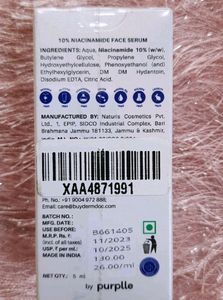 10% NIACINAMIDE FACE SERUM
INGREDIENTS: Aqua, Niacinamide 10% (w/w),
Butylene Glycol, Propylene Glycol,
Hydroxyethylcellulose, Phenoxyethanol (and)
Ethylhexylglycerin, DM DM Hydantoin,
Disodium EDTA, Citric Acid.
MANUFACTURED BY: Naturis Cosmetics Pvt.
Ltd., 1, EPIP, SIDCO Industrial Complex, Bari
Brahmana Jammu 181133, Jammu & Kashmir,
XAA4871991
Ph.: +91 9004 972 888,
Email: care@buydermdoc.com
BATCH NO. B661405
MFG. DATE 11/2023
USE BEFORE 10/2025
M.R.P. Rs. 130.00
(incl. of all taxes)
USP ₹ per ml. 26.00/ml
MADE IN INDIA
5 ml
by purplle